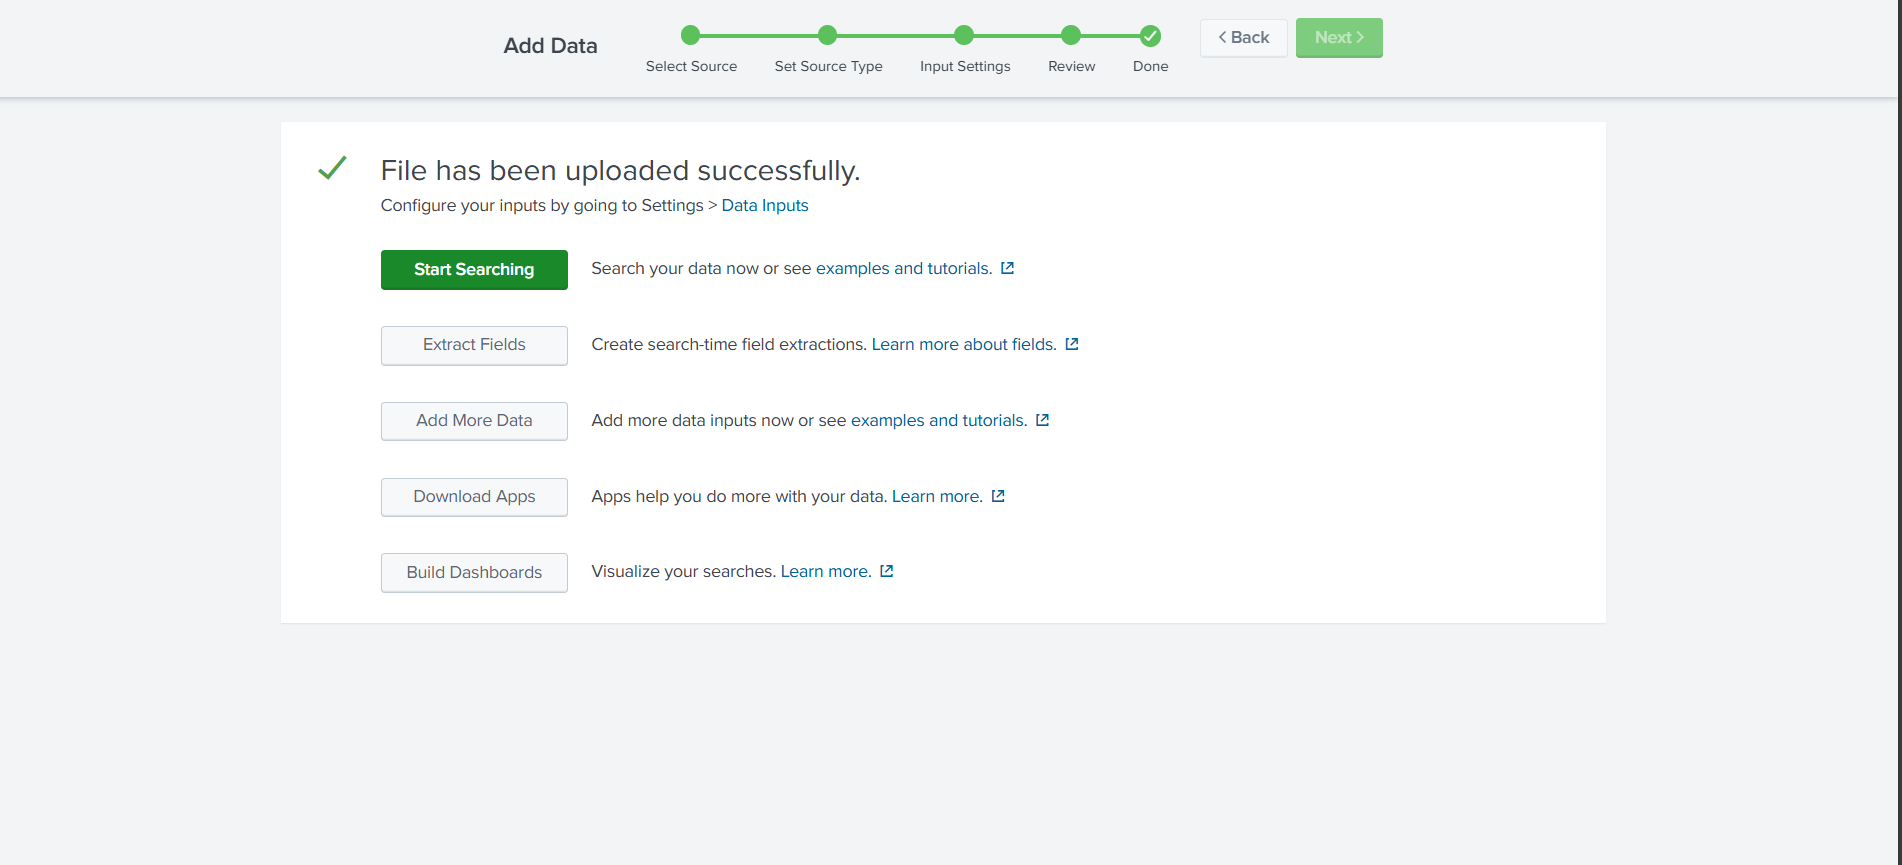 Add Data
Select Source
Set Source Type
Input Settings
Review
Done
Back
Next
File has been uploaded successfully.
Configure your inputs by going to Settings > Data Inputs
Start Searching
Search your data now or see examples and tutorials.
Extract Fields
Create search-time field extractions. Learn more about fields.
Add More Data
Add more data inputs now or see examples and tutorials.
Download Apps
Apps help you do more with your data. Learn more.
Build Dashboards
Visualize your searches. Learn more.